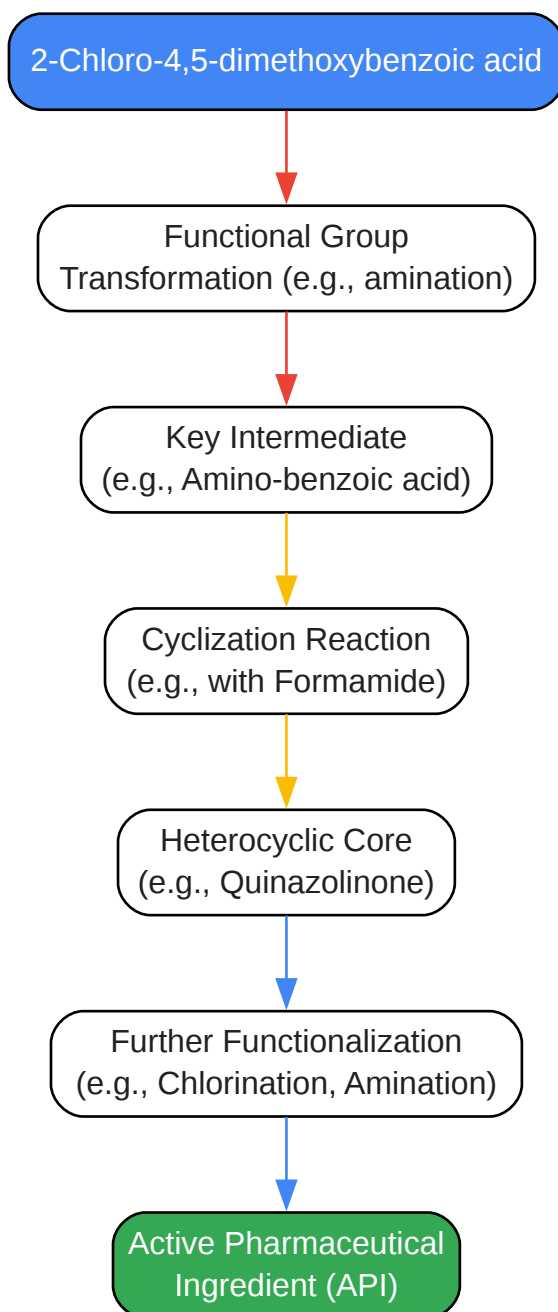 2-Chloro-4,5-dimethoxybenzoic acid
Functional Group
Transformation (e.g., amination)
Key Intermediate
(e.g., Amino-benzoic acid)
Cyclization Reaction
(e.g., with Formamide)
Heterocyclic Core
(e.g., Quinazolinone)
Further Functionalization
(e.g., Chlorination, Amination)
Active Pharmaceutical
Ingredient (API)